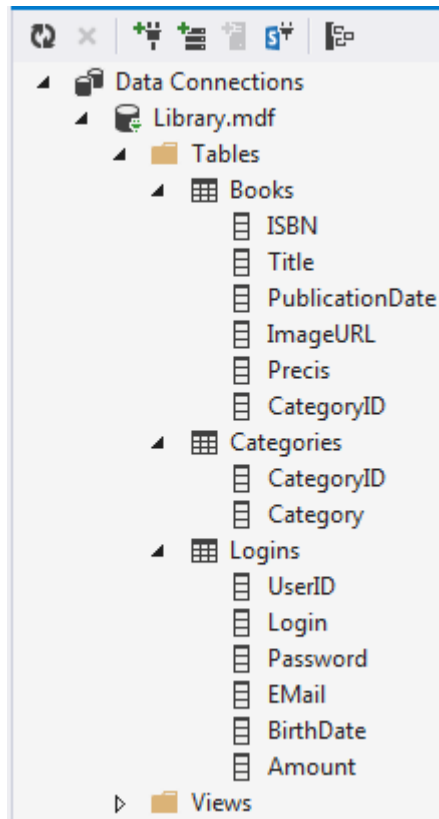 Data Connections
Library.mdf
Tables
Books
ISBN
Title
PublicationDate
ImageURL
Precis
CategoryID
Categories
CategoryID
Category
Logins
UserID
Login
Password
EMail
BirthDate
Amount
Views